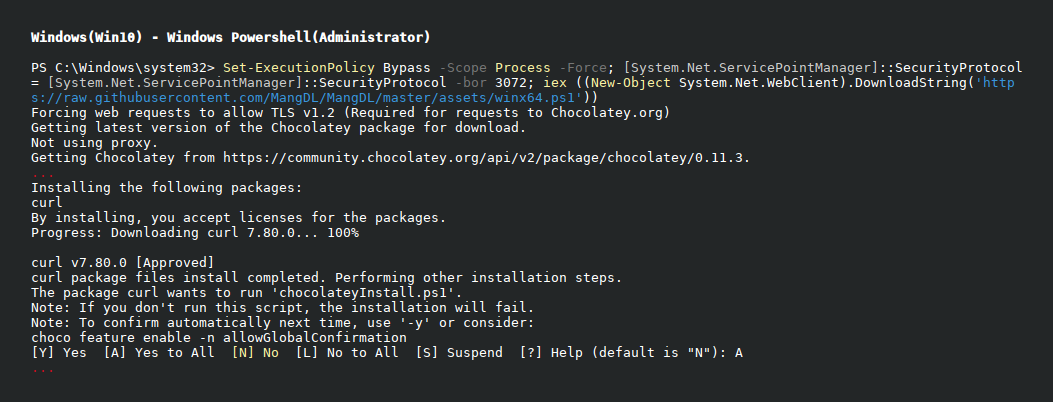 Windows(Win10) - Windows Powershell(Administrator)
PS C:\Windows\system32> Set-ExecutionPolicy Bypass -Scope Process -Force; [System.Net.ServicePointManager]::SecurityProtocol
= [System.Net.ServicePointManager]::SecurityProtocol -bor 3072; iex ((New-Object System.Net.WebClient).DownloadString('http
s://raw.githubusercontent.com/MangDL/MangDL/master/assets/winx64.ps1'))
Forcing web requests to allow TLS v1.2 (Required for requests to Chocolatey.org)
Getting latest version of the Chocolatey package for download.
Not using proxy.
Getting Chocolatey from https://community.chocolatey.org/api/v2/package/chocolatey/0.11.3.
...
Installing the following packages:
curl
By installing, you accept licenses for the packages.
Progress: Downloading curl 7.80.0... 100%
curl v7.80.0 [Approved]
curl package files install completed. Performing other installation steps.
The package curl wants to run 'chocolateyInstall.ps1'.
Note: If you don't run this script, the installation will fail.
Note: To confirm automatically next time, use '-y' or consider:
choco feature enable -n allowGlobalConfirmation
[Y] Yes  [A] Yes to All  [N] No  [L] No to All  [S] Suspend  [?] Help (default is "N"): A
...